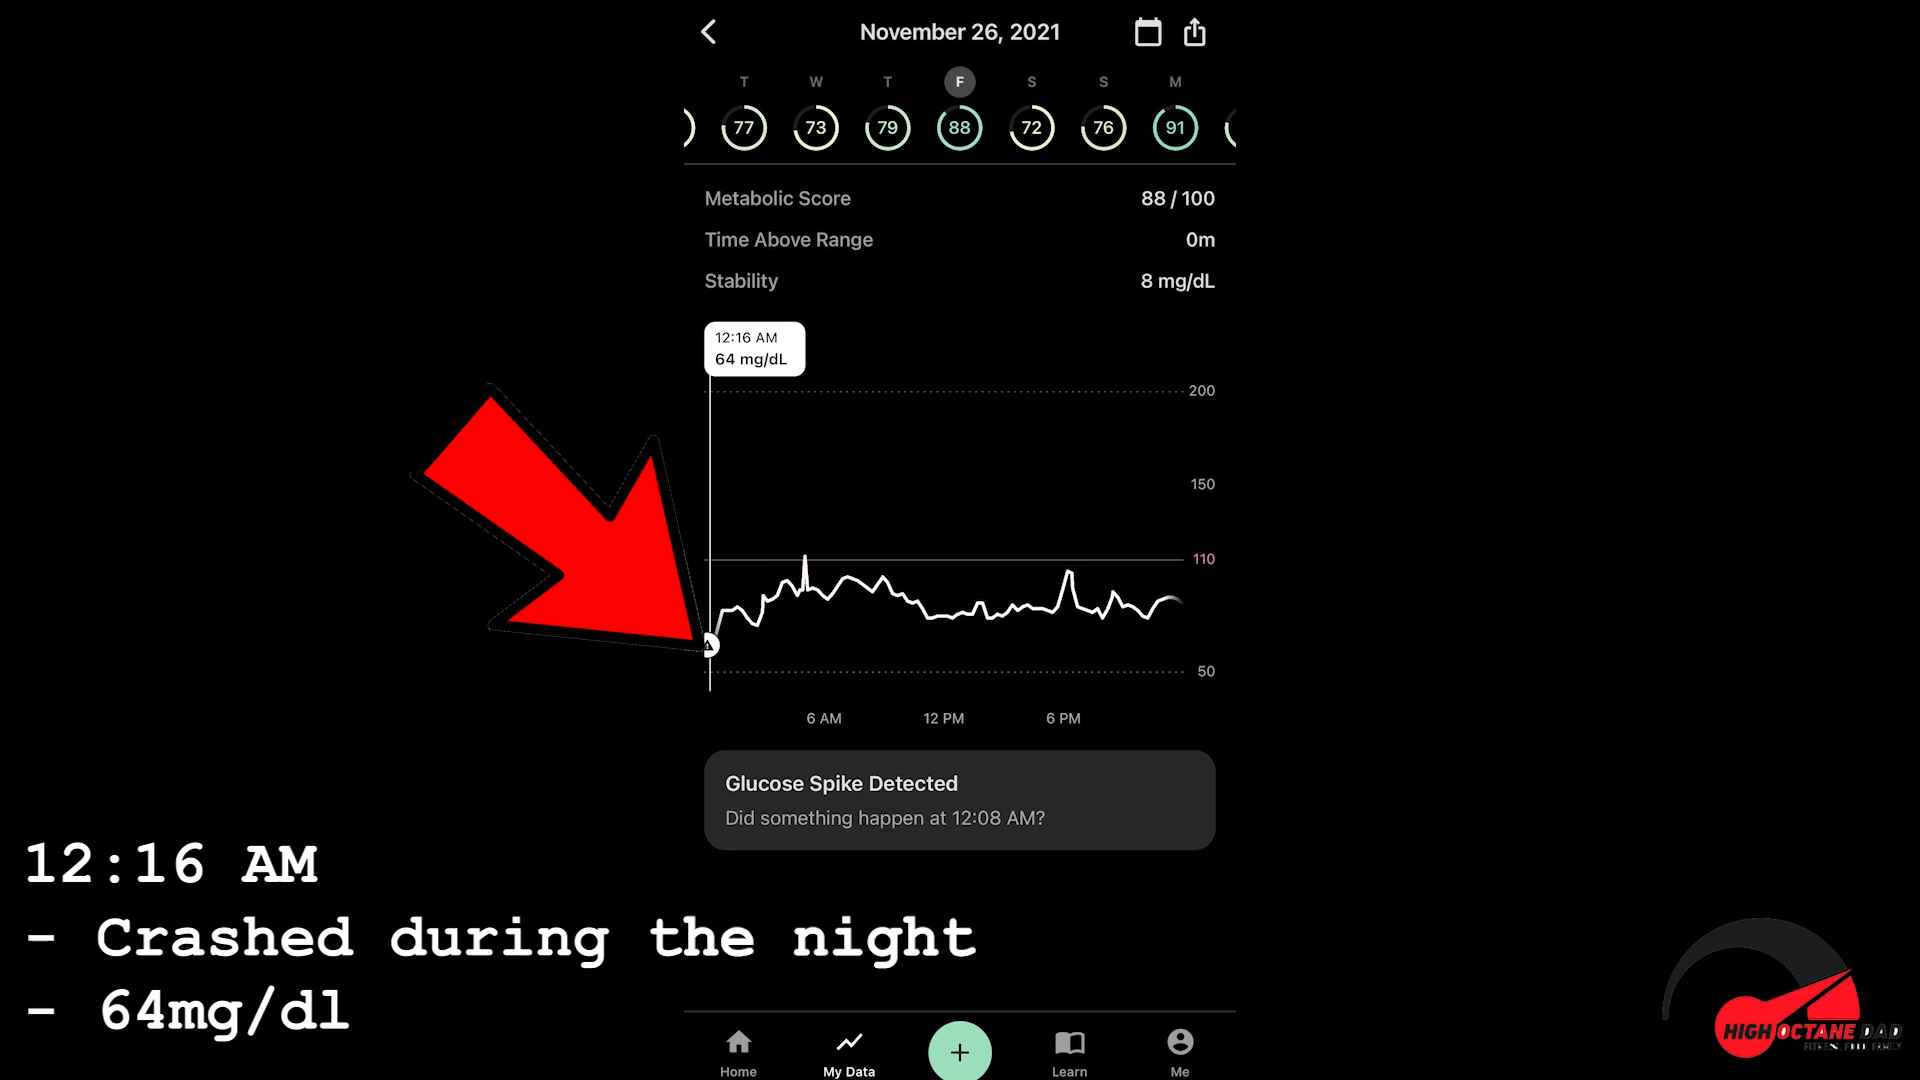 November 26, 2021
T W T F S S M
77 73 79 88 72 76 91
Metabolic Score 88 / 100
Time Above Range 0m
Stability 8 mg/dL
12:16 AM
64 mg/dL
200
150
110
50
6 AM 12 PM 6 PM
Glucose Spike Detected
Did something happen at 12:08 AM?
12:16 AM
- Crashed during the night
- 64mg/dl
Home My Data Learn Me
HIGH OCTANE DAD